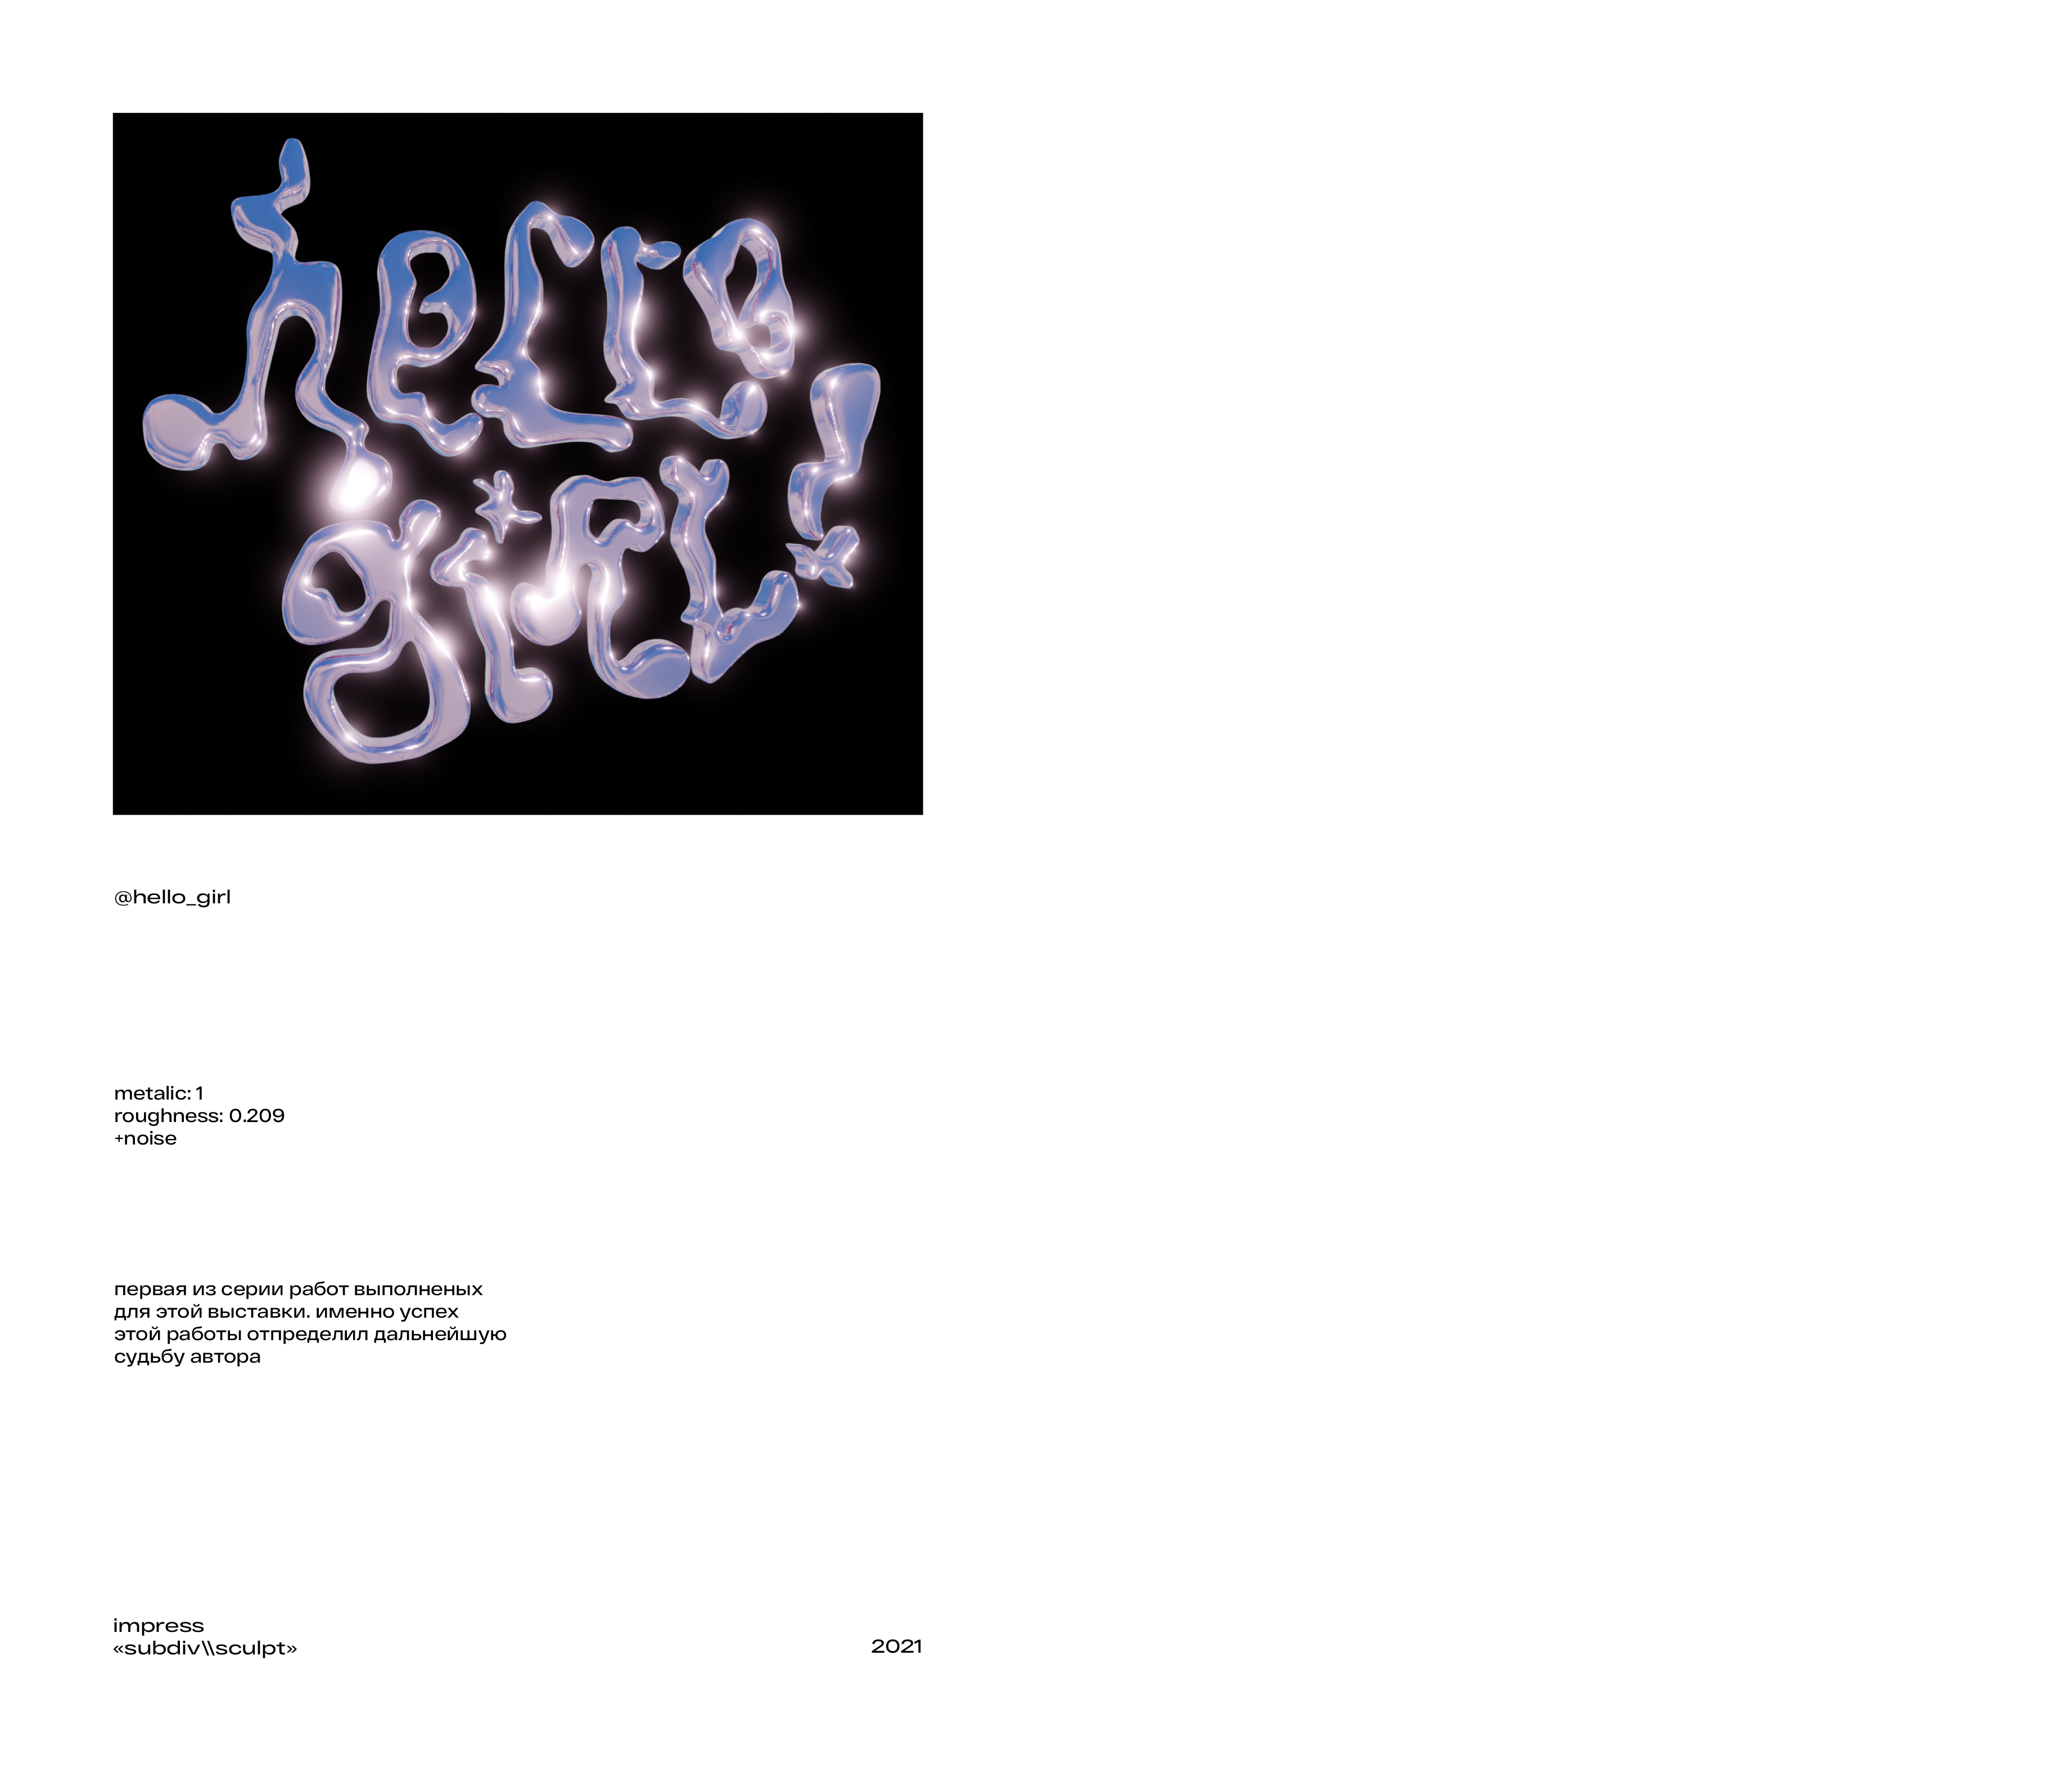 hello
girl!
@hello_girl
metalic: 1
roughness: 0.209
+noise
первая из серии работ выполненых
для этой выставки. именно успех
этой работы отпределил дальнейшую
судьбу автора
impress
«subdiv\\sculpt»
2021